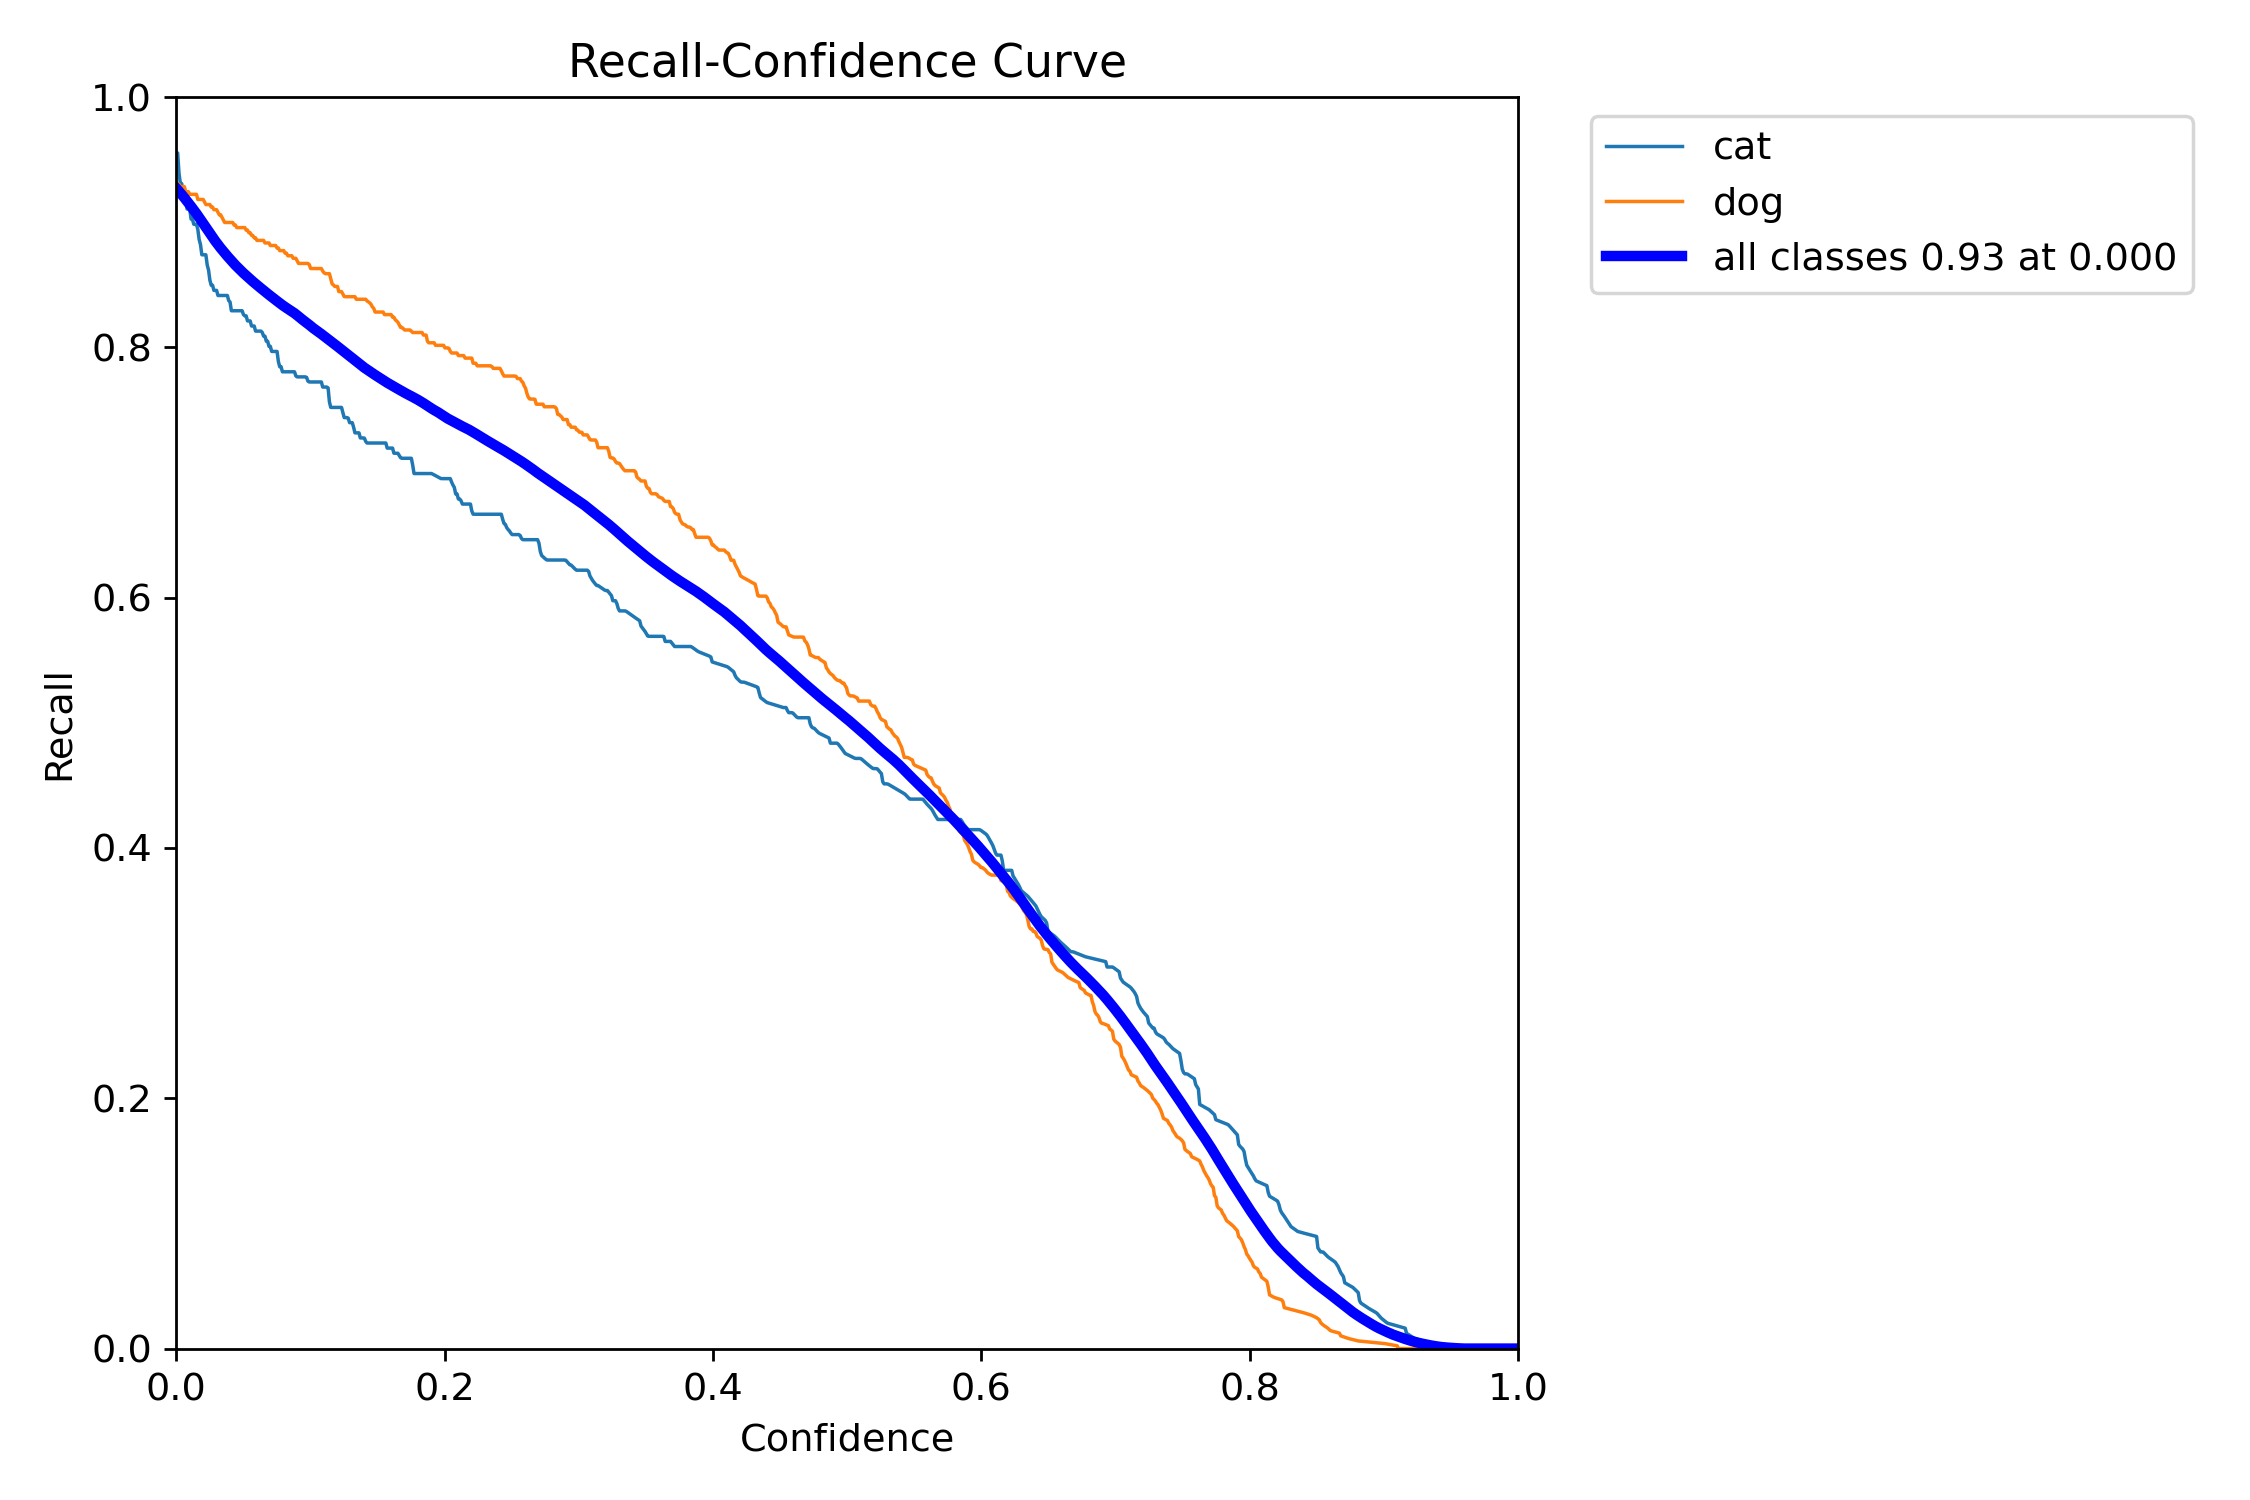 Recall-Confidence Curve
1.0
0.8
0.6
0.4
0.2
0.0
Recall
0.0 0.2 0.4 0.6 0.8 1.0
Confidence
cat
dog
all classes 0.93 at 0.000